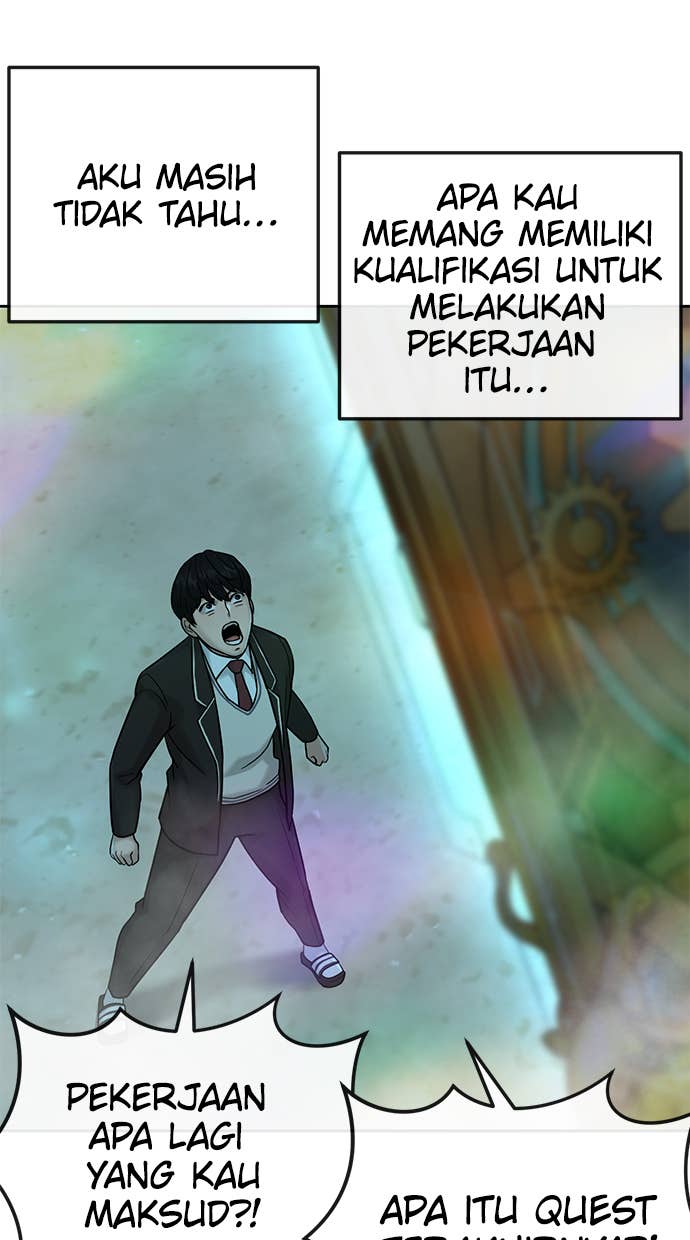 AKU MASIH
TIDAK TAHU...
APA KAU
MEMANG MEMILIKI
KUALIFIKASI UNTUK
MELAKUKAN
PEKERJAAN
ITU...
PEKERJAAN
APA LAGI
YANG KAU
MAKSUD?!
APA ITU QUEST